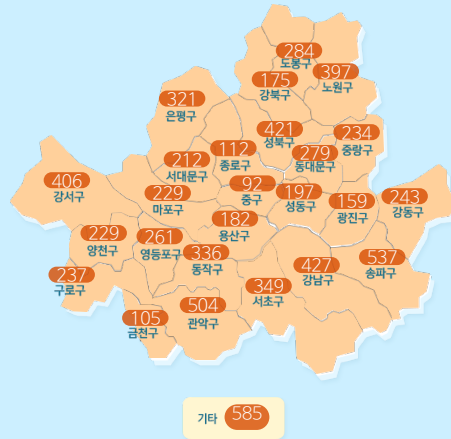 284
도봉구
397
노원구
175
강북구
321
은평구
421
성북구
234
중랑구
112
종로구
279
동대문구
212
서대문구
406
강서구
92
중구
197
성동구
159
광진구
243
강동구
229
마포구
182
용산구
229
양천구
261
영등포구
336
동작구
537
송파구
427
강남구
237
구로구
349
서초구
504
관악구
105
금천구
기타 585